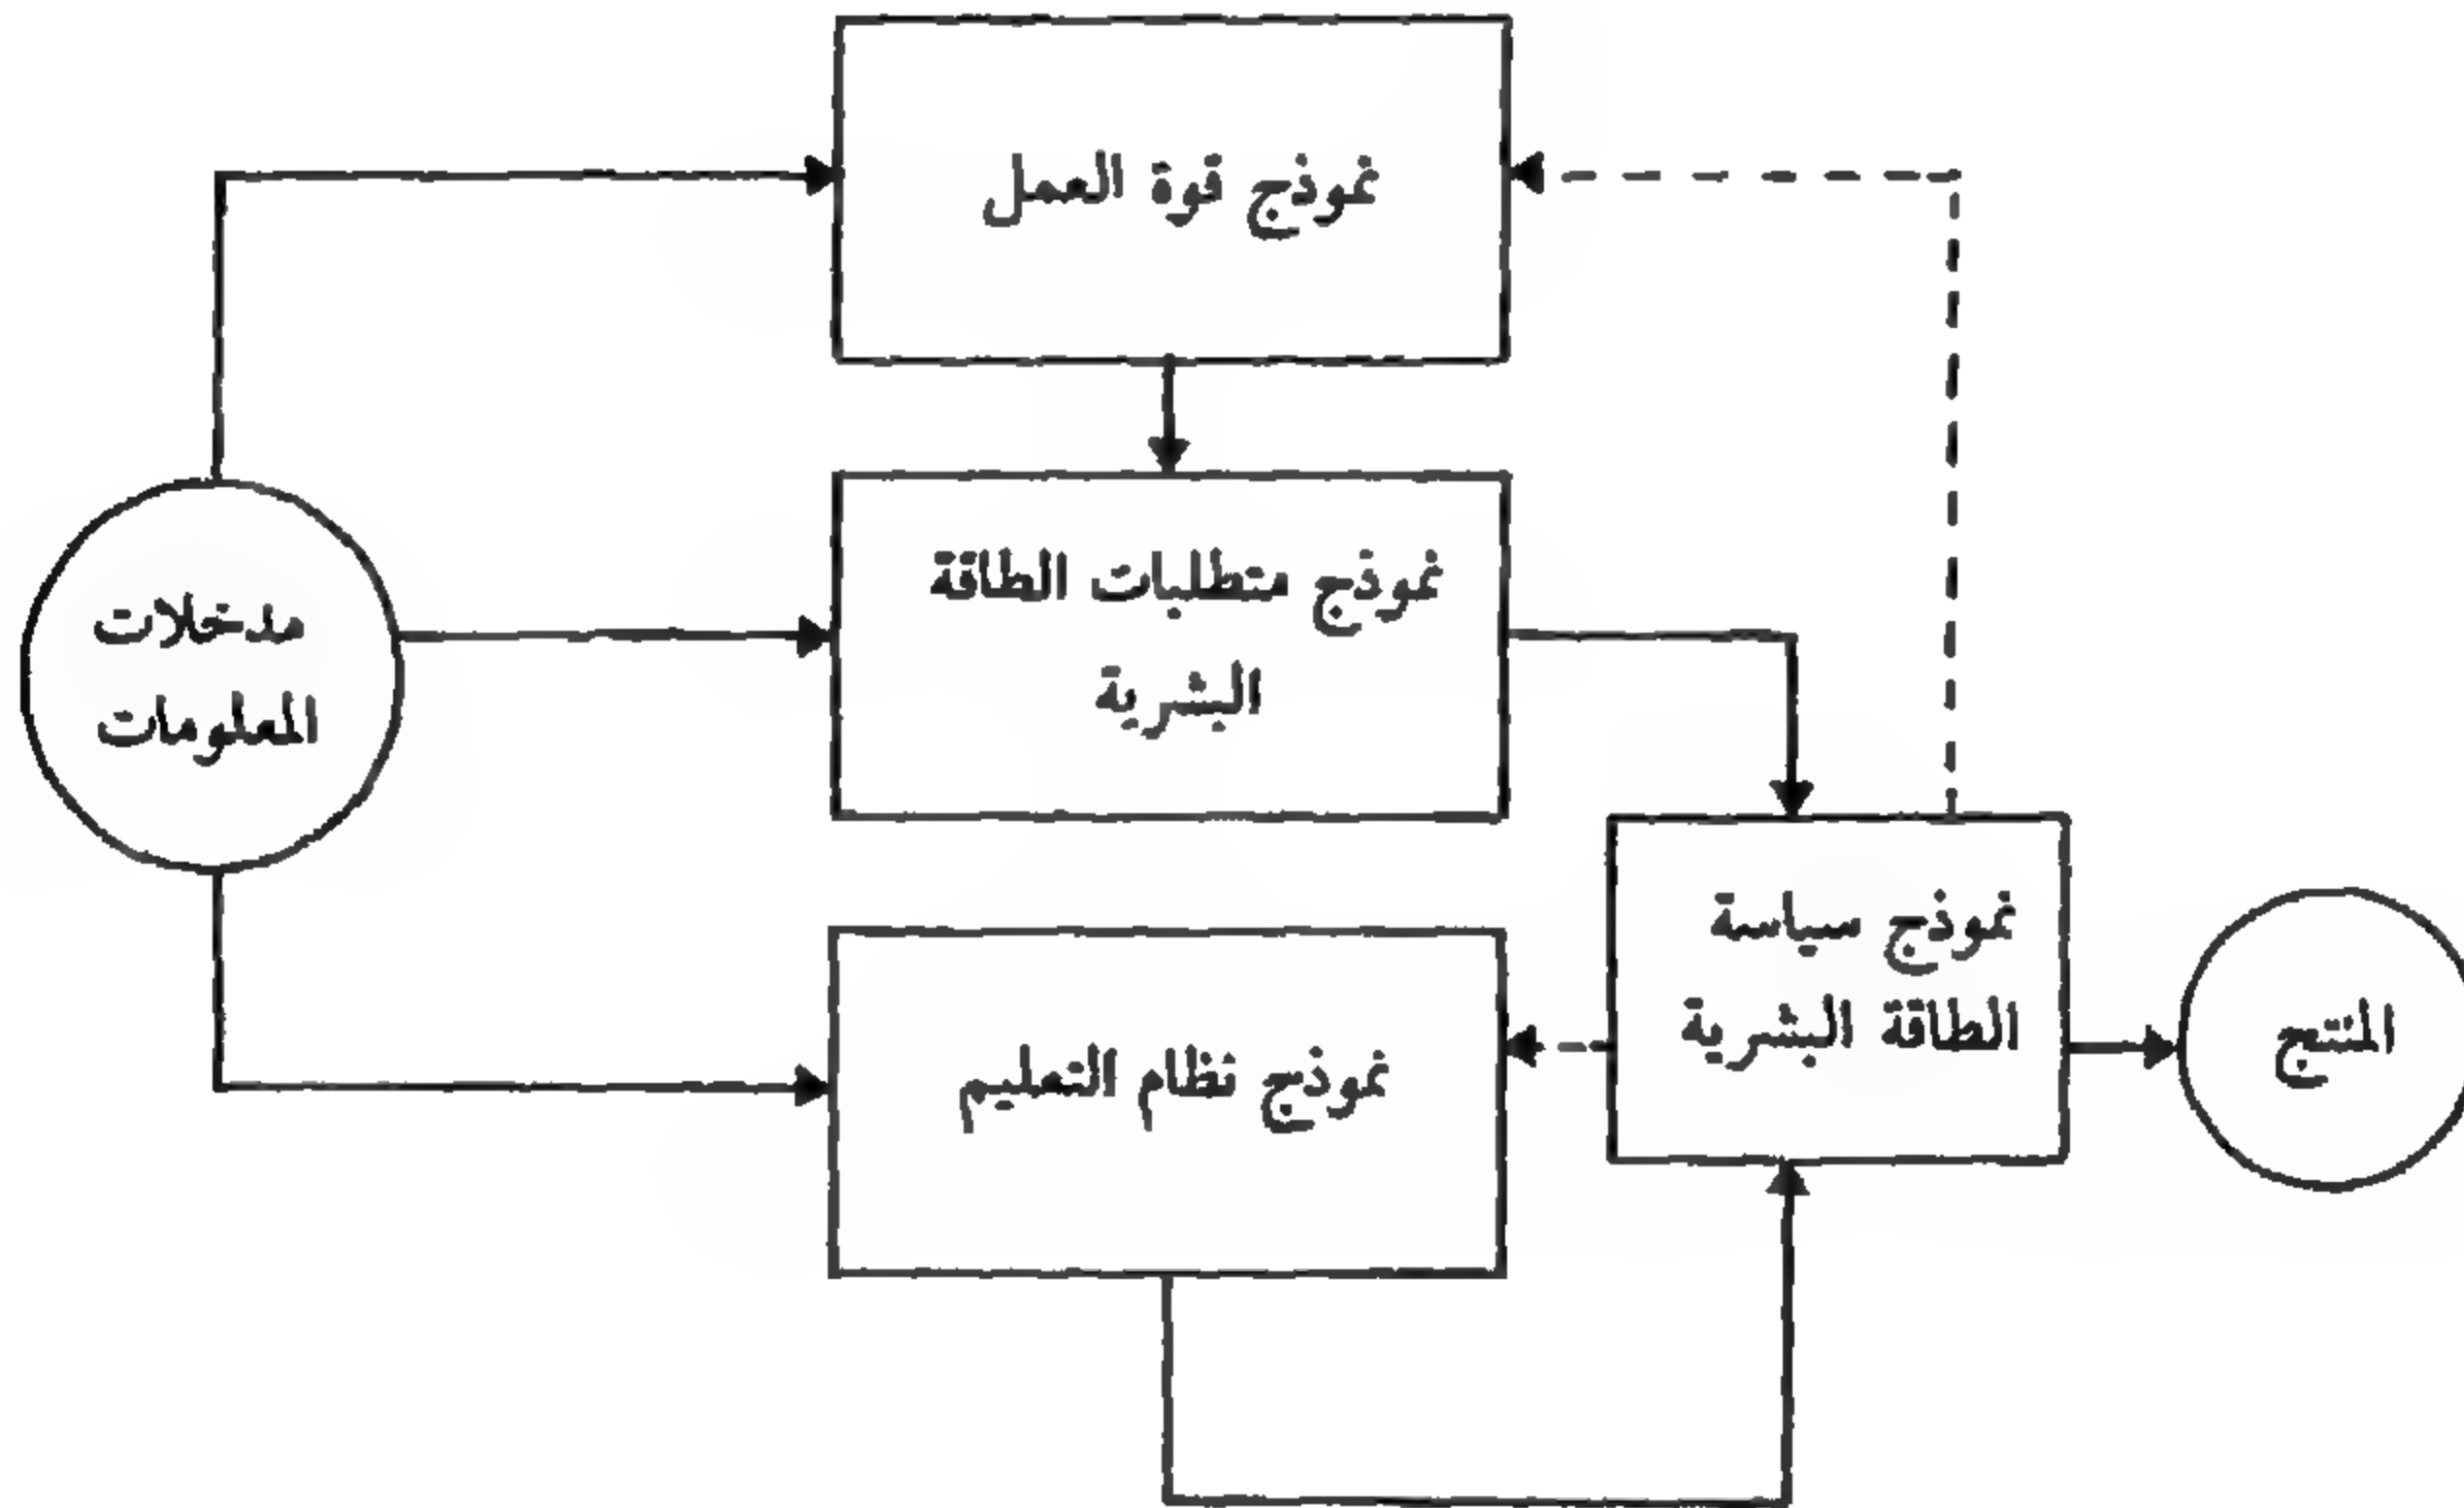 نموذج قوة العمل
نموذج متطلبات الطاقة
البشرية
مدخلات
المعلومات
نموذج سياسة
الطاقة البشرية
نموذج نظام التعليم
المنتج